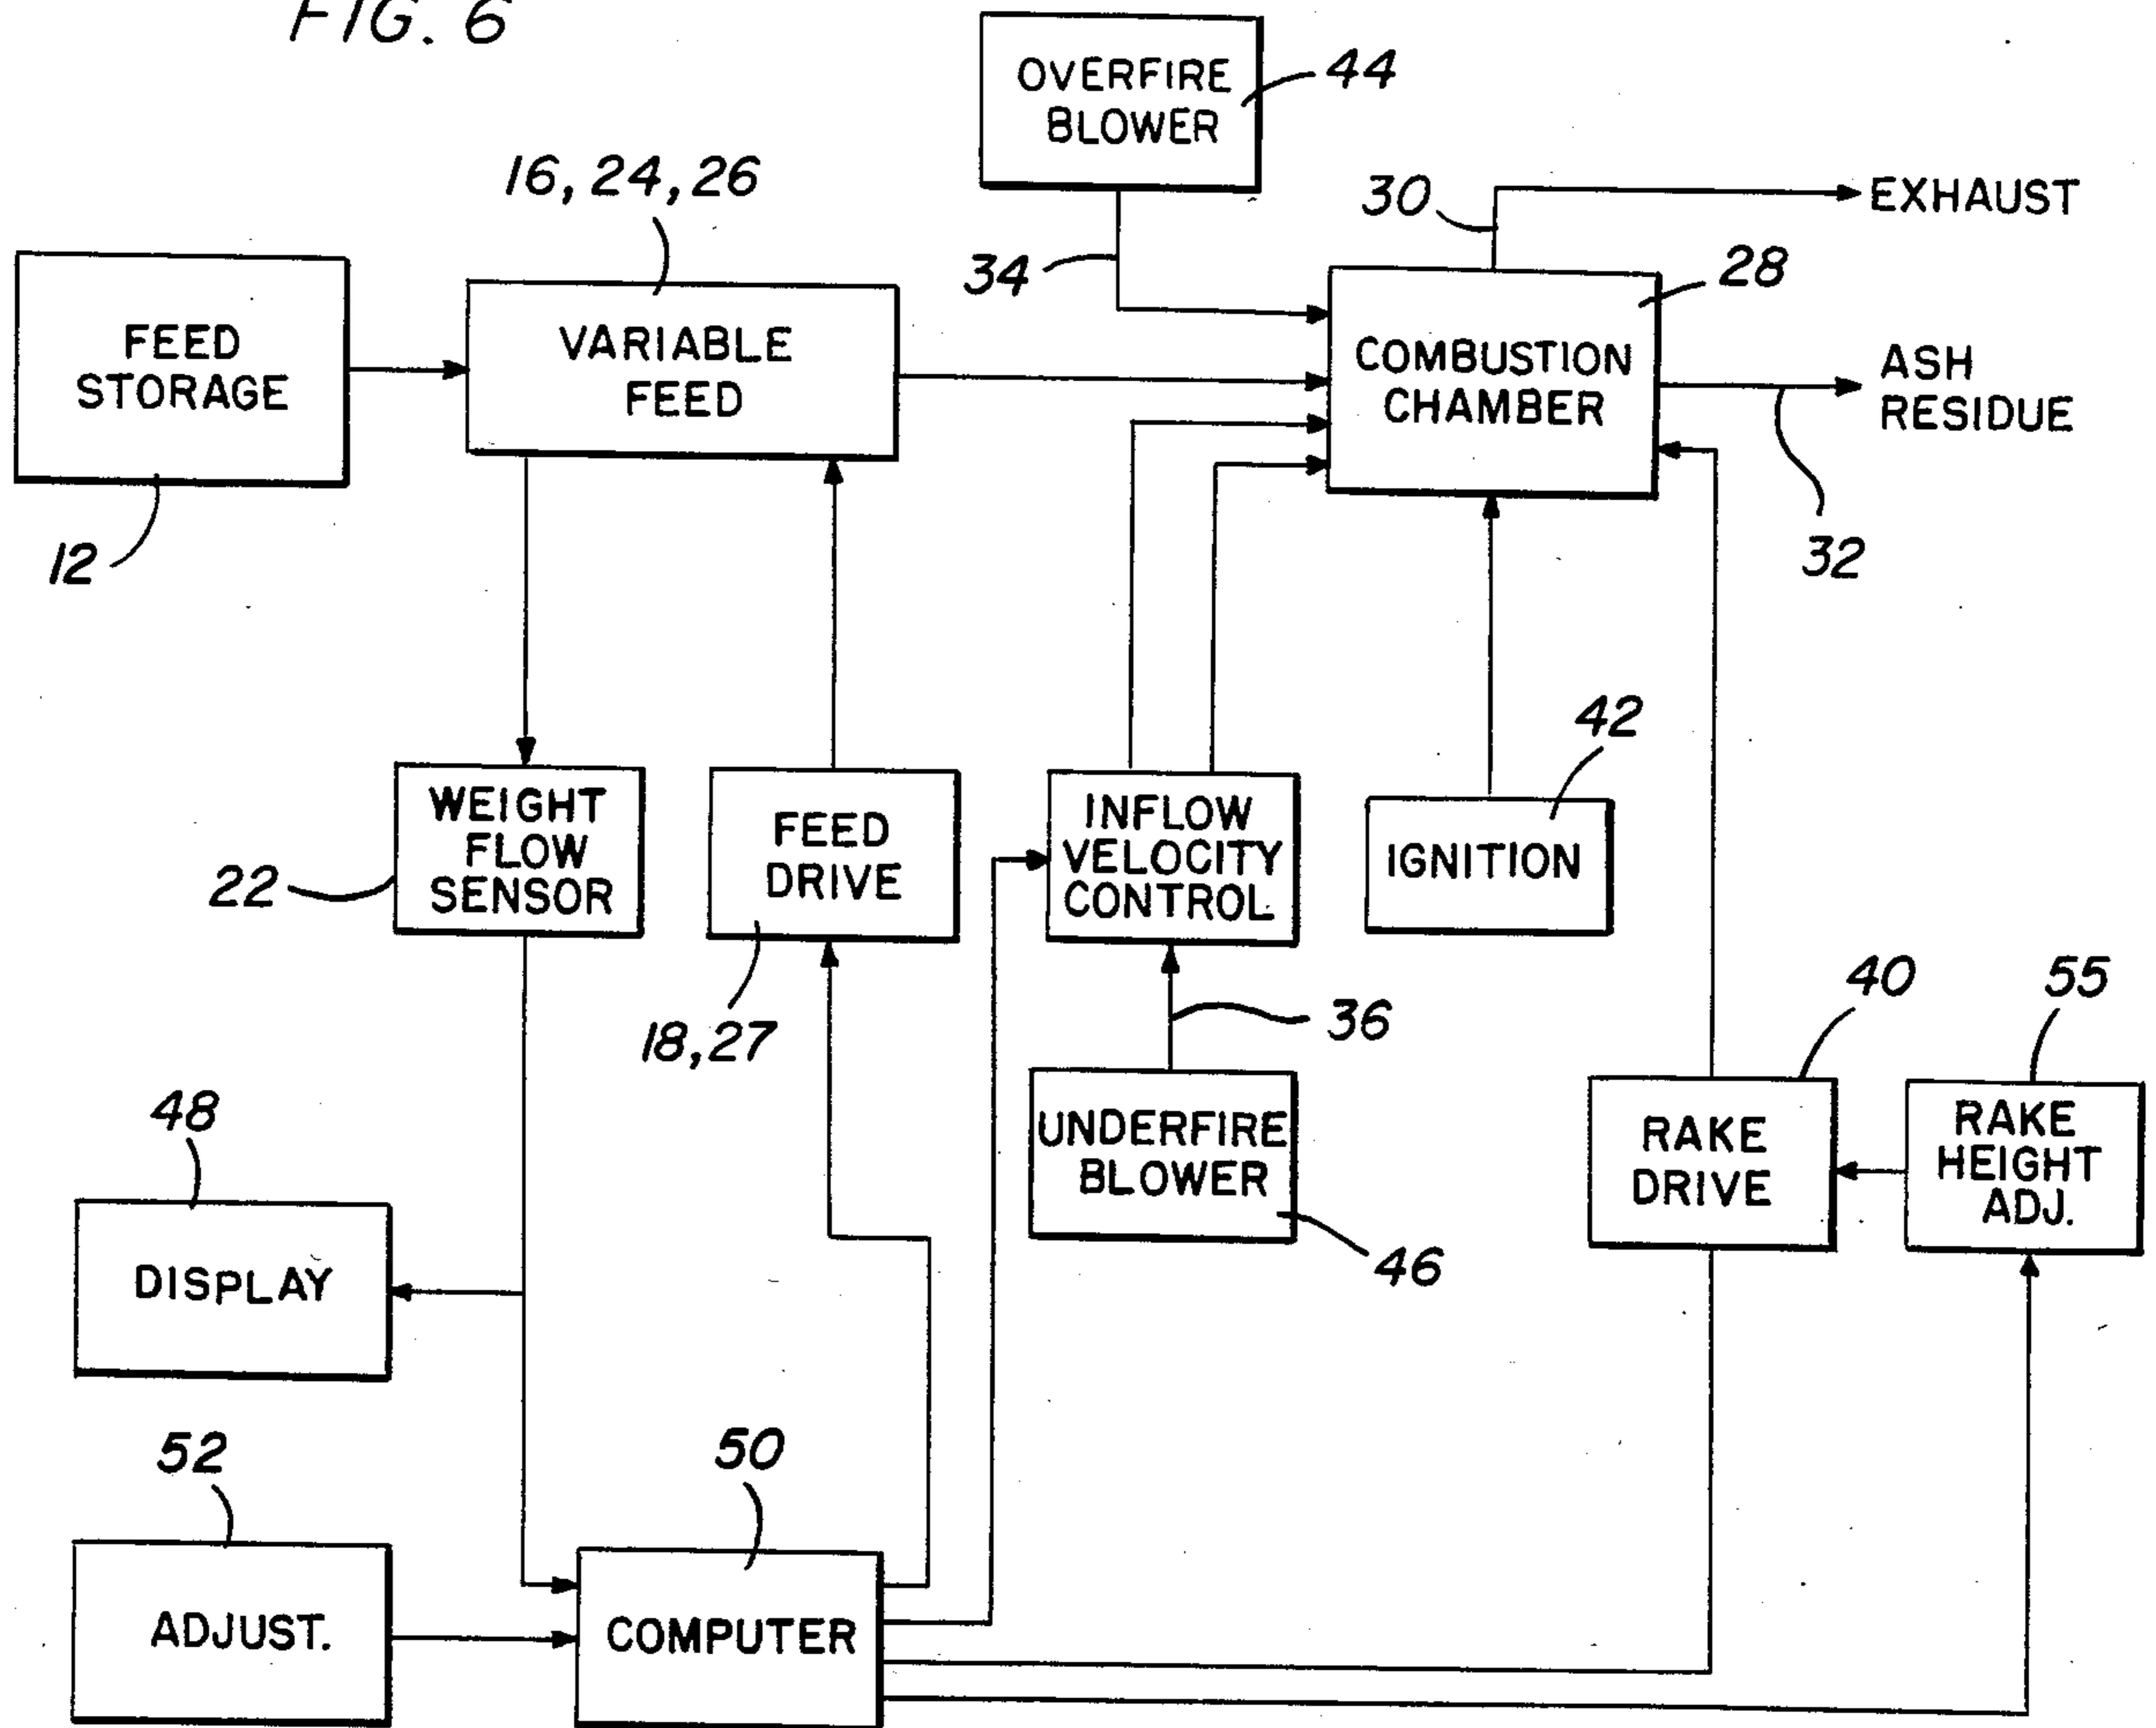 FIG. 6
OVERFIRE
BLOWER
44
16, 24, 26
30
EXHAUST
34
28
FEED
STORAGE
VARIABLE
FEED
COMBUSTION
CHAMBER
ASH
RESIDUE
12
32
42
WEIGHT
FLOW
SENSOR
22
FEED
DRIVE
INFLOW
VELOCITY
CONTROL
IGNITION
18, 27
36
40
55
48
UNDERFIRE
BLOWER
46
RAKE
DRIVE
RAKE
HEIGHT
ADJ.
DISPLAY
52
50
ADJUST.
COMPUTER